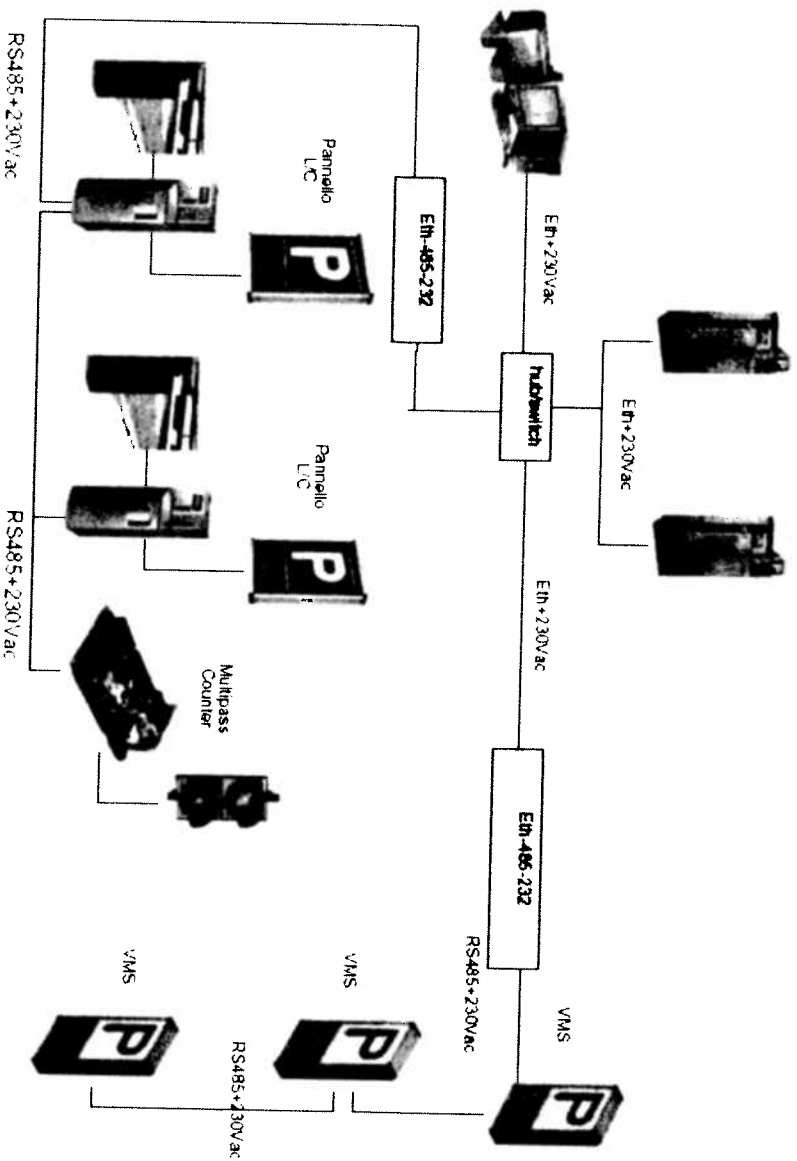 Eth+230Vac
VMS
P
Eth+230Vac
hub/switch
Eth+230Vac
Eth-485-232
RS485+230Vac
Eth-485-232
VMS
P
Pannello
L/C
P
Pannello
L/C
P
RS485+230Vac
Multipass
Counter
VMS
P
RS485+230Vac
RS485+230Vac